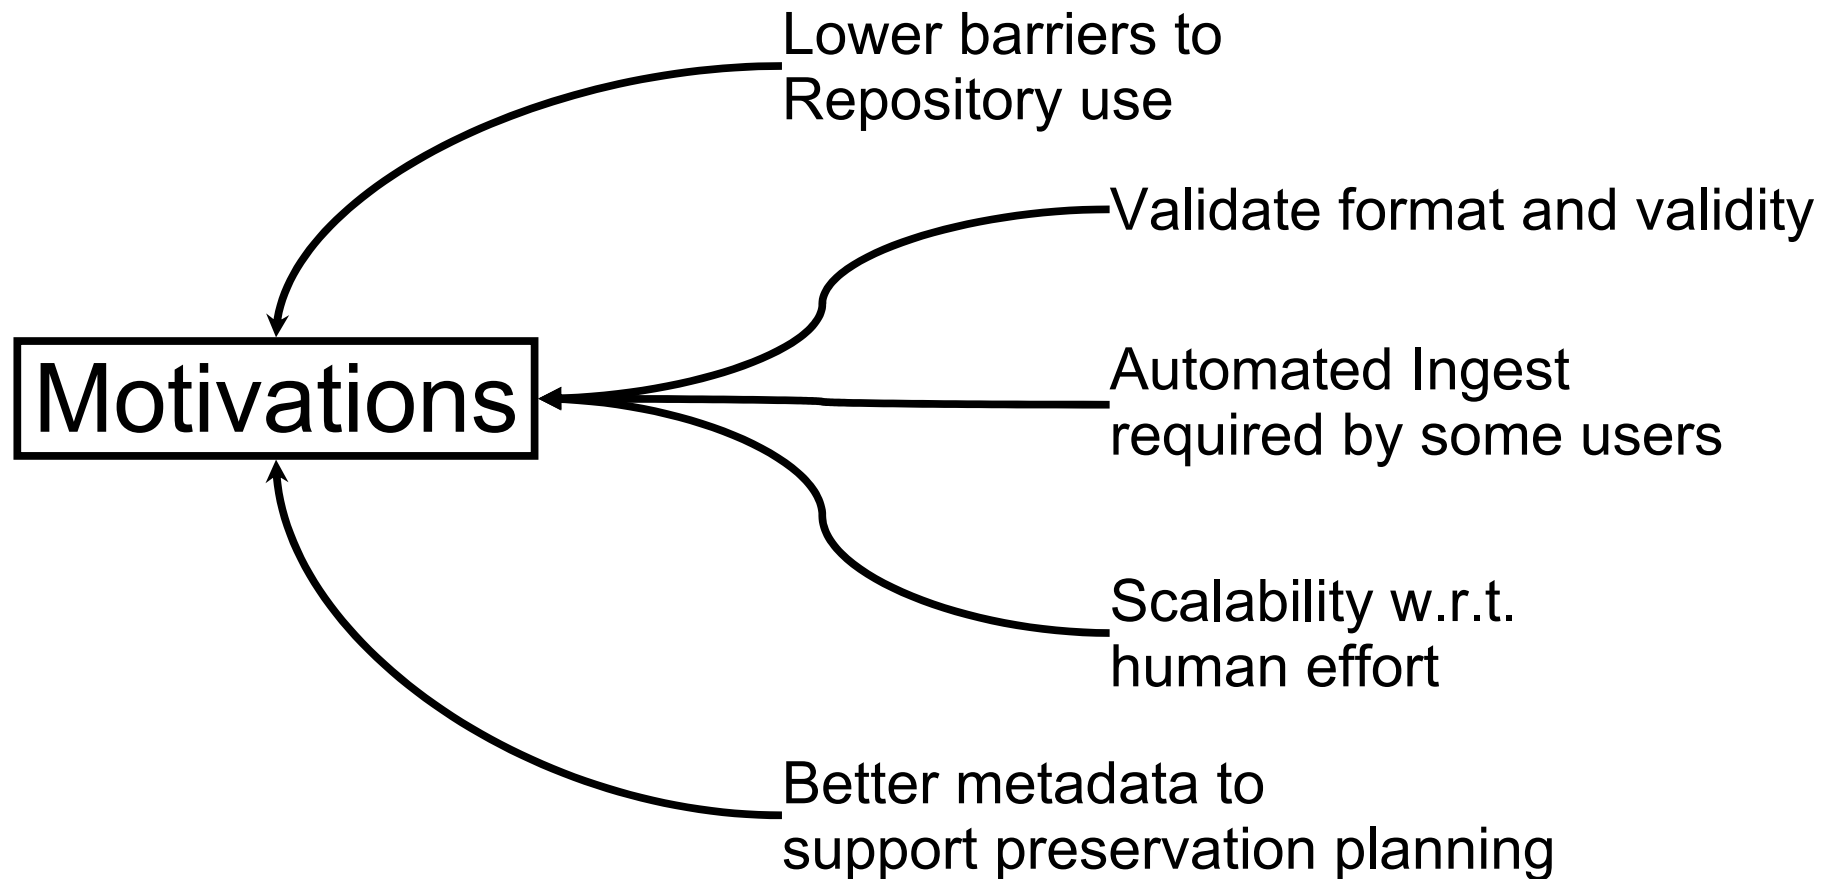 Lower barriers to
Repository use
Validate format and validity
Motivations
Automated Ingest
required by some users
Scalability w.r.t.
human effort
Better metadata to
support preservation planning